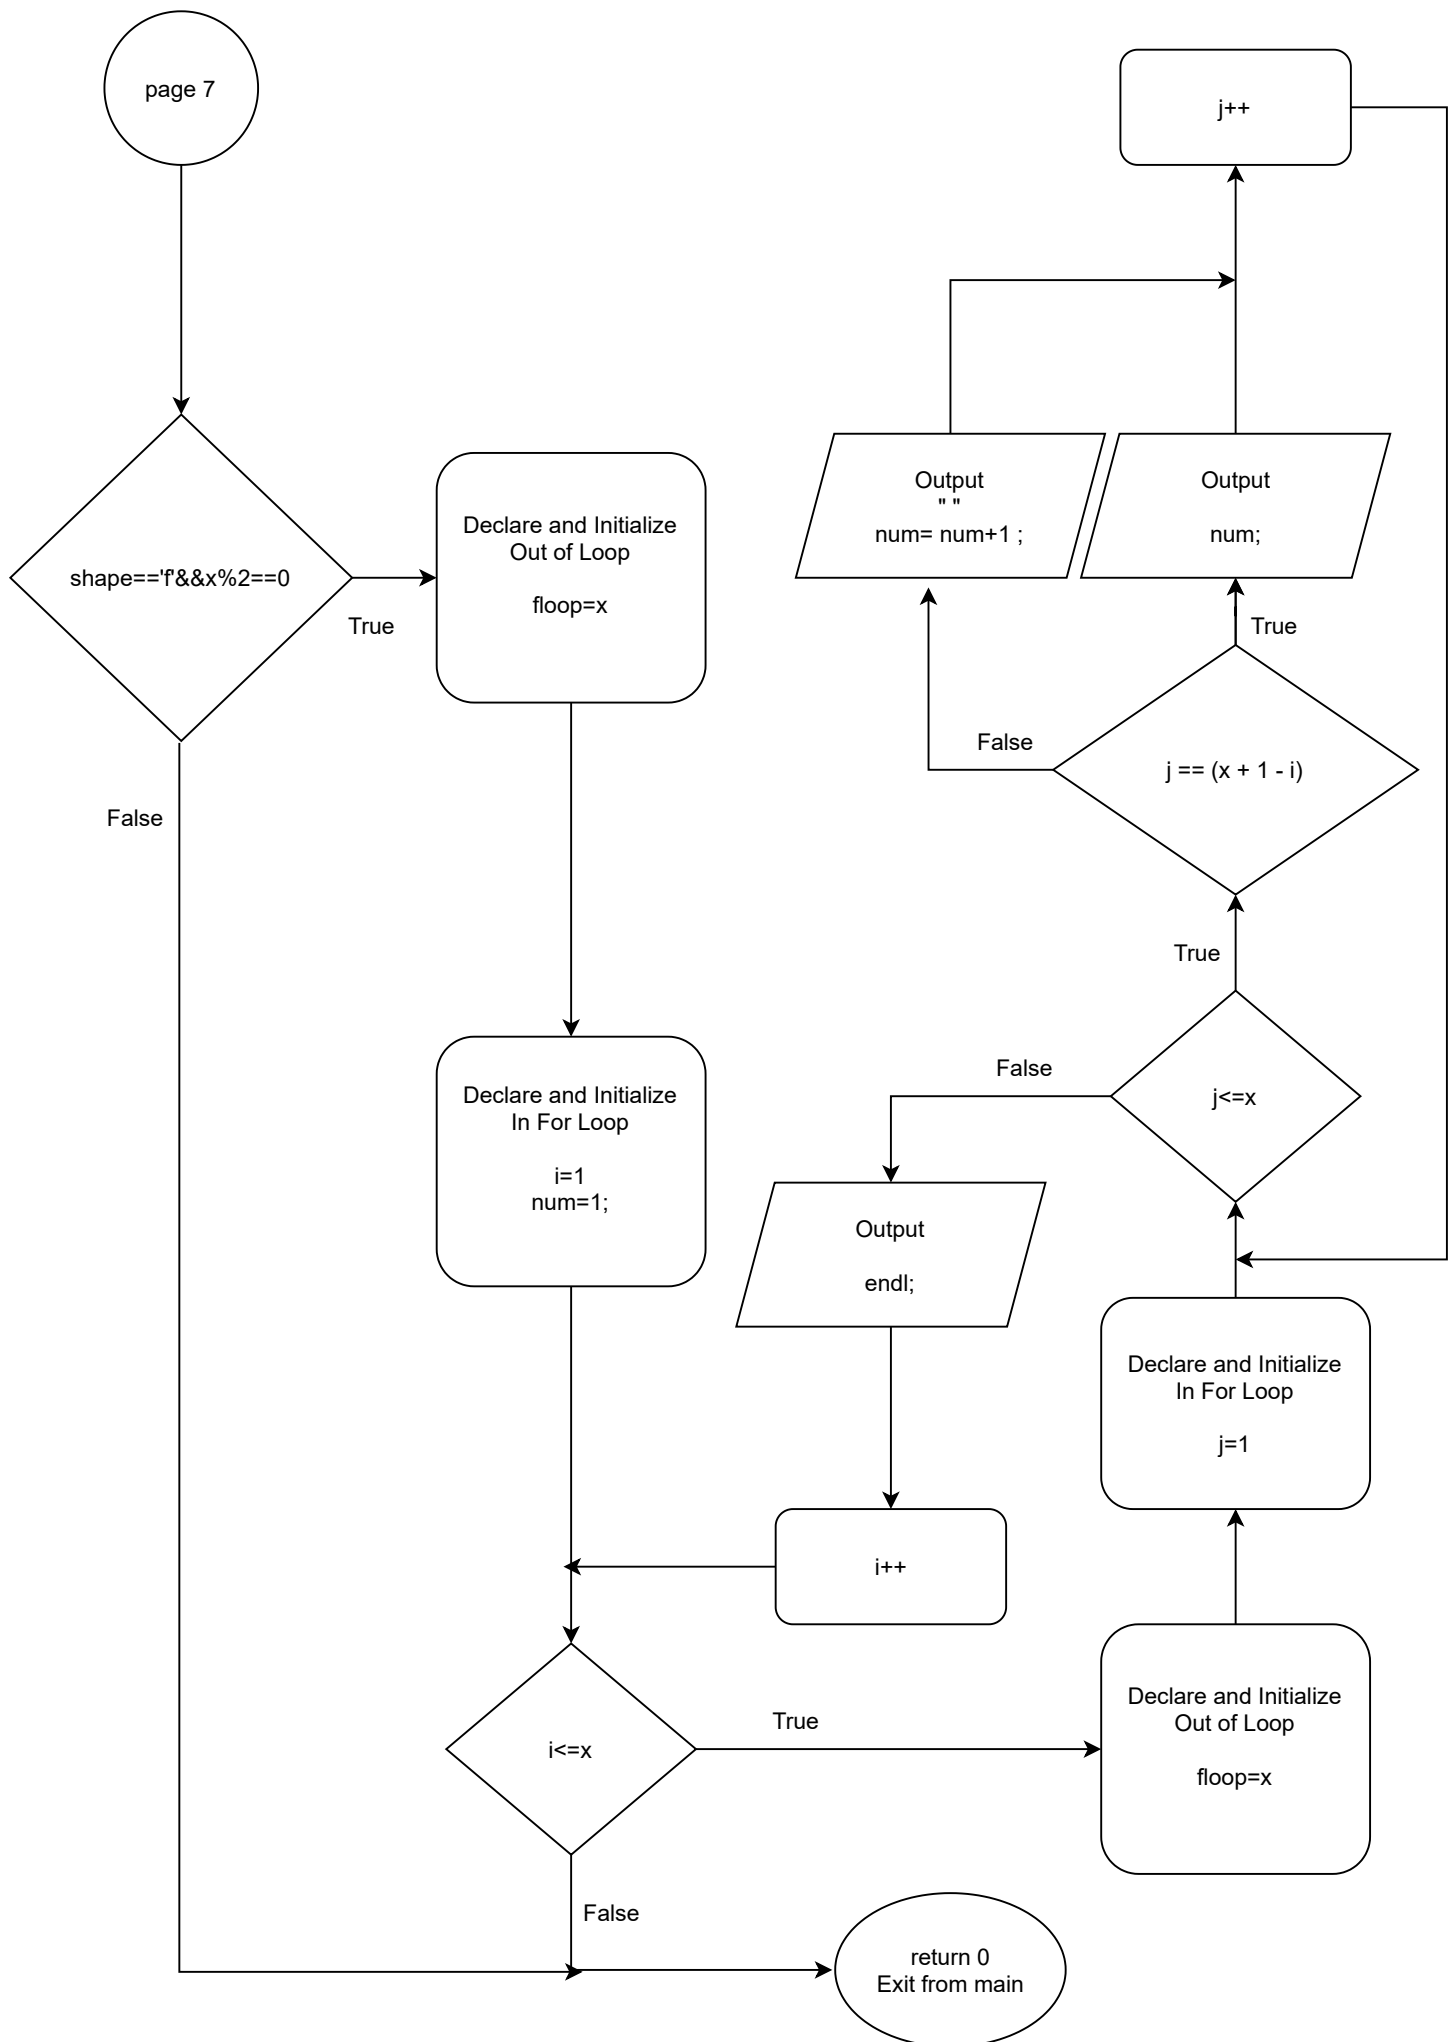 page 7
shape=='f'&&x%2==0
True
False
Declare and Initialize
Out of Loop
floop=x
Declare and Initialize
In For Loop
i=1
num=1;
i<=x
True
False
return 0
Exit from main
Declare and Initialize
Out of Loop
floop=x
Declare and Initialize
In For Loop
j=1
j<=x
True
False
Output
endl;
i++
j == (x + 1 - i)
True
False
Output
" "
num= num+1 ;
Output
num;
j++